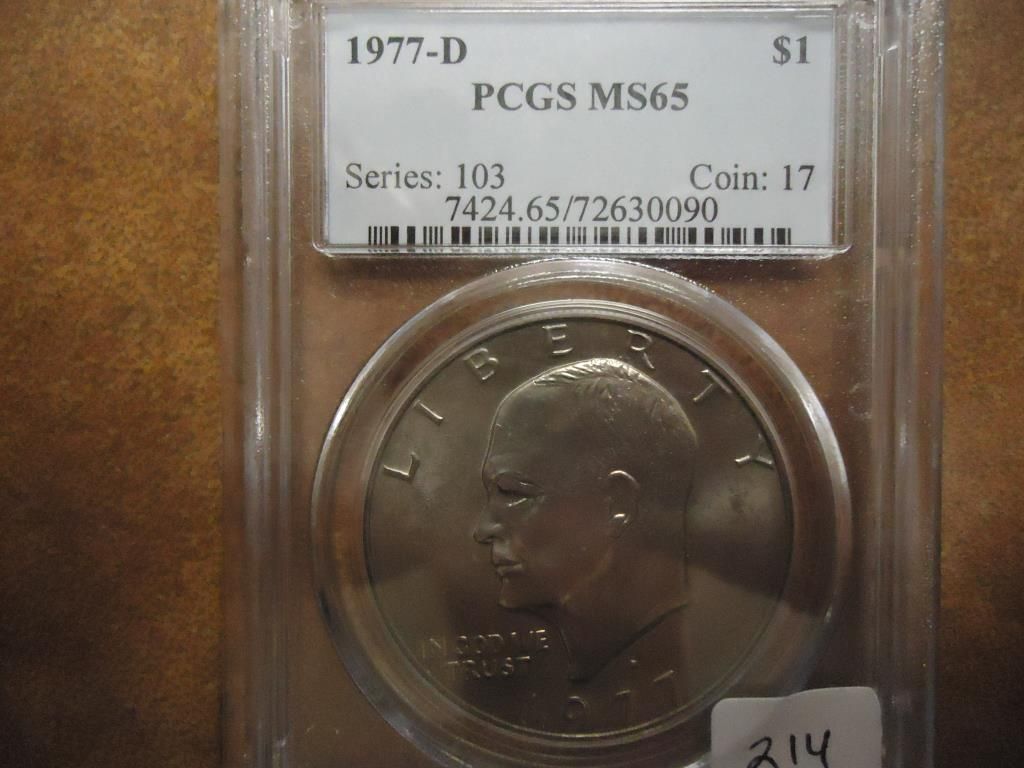 1977-D $1
PCGS MS65
Series: 103 Coin: 17
7424.65/72630090
LIBERTY
IN GOD WE
TRUST
1977
214